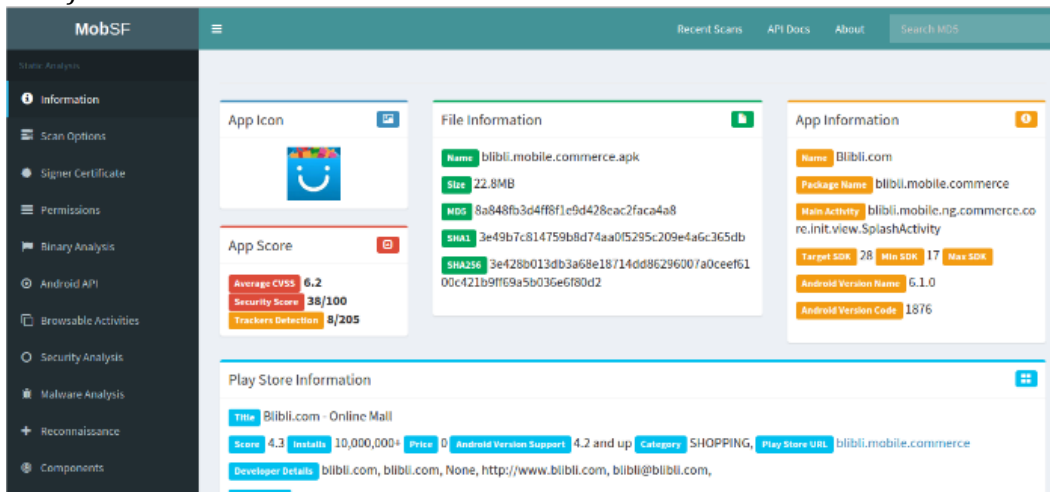 MobSF
Recent Scans API Docs About Search MD5
Static Analysis
Information
Scan Options
Signer Certificate
Permissions
Binary Analysis
Android API
Browsable Activities
Security Analysis
Malware Analysis
Reconnaissance
Components
App Icon
App Score
Average CVSS 6.2
Security Score 38/100
Trackers Detection 8/205
File Information
Name blibli.mobile.commerce.apk
Size 22.8MB
MD5 8a848fb3d4ff8f1e9d428eac2faca4a8
SHA1 3e49b7c814759b8d74aa0f5295c209e4a6c365db
SHA256 3e428b013db3a68e18714dd86296007a0ceef61
00c421b9ff69a5b036e6f80d2
App Information
Name Blibli.com
Package Name blibli.mobile.commerce
Main Activity blibli.mobile.ng.commerce.co
re.init.view.SplashActivity
Target SDK 28 Min SDK 17 Max SDK
Android Version Name 6.1.0
Android Version Code 1876
Play Store Information
Title Blibli.com - Online Mall
Score 4.3 Installs 10,000,000+ Price 0 Android Version Support 4.2 and up Category SHOPPING, Play Store URL blibli.mobile.commerce
Developer Details blibli.com, blibli.com, None, http://www.blibli.com, blibli@blibli.com,